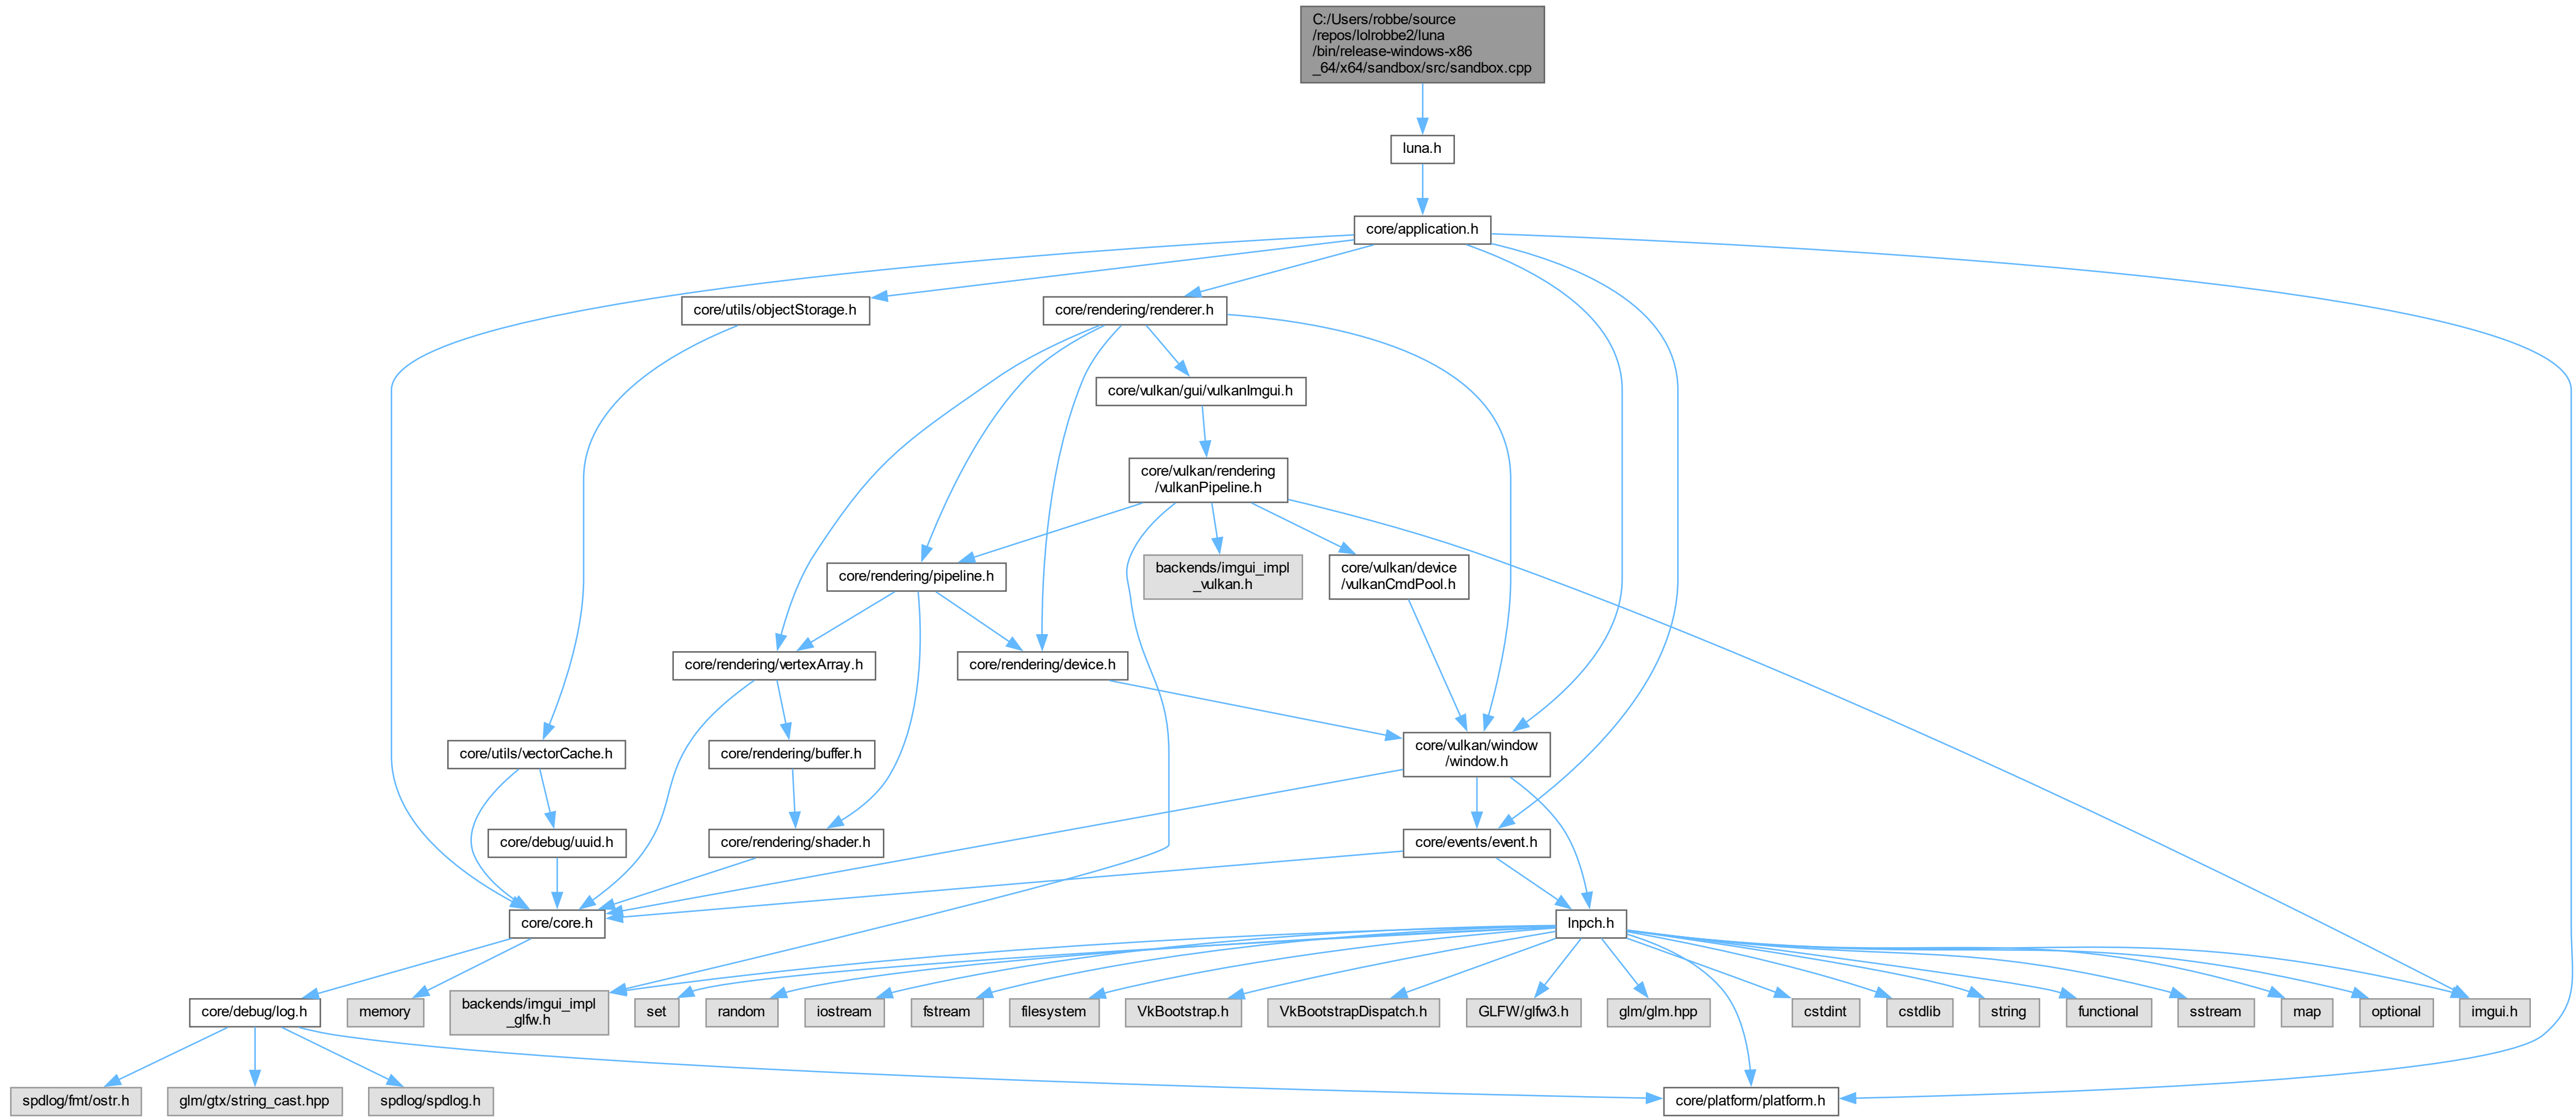 C:/Users/robbe/source
/repos/lolrobbe2/luna
/bin/release-windows-x86
_64/x64/sandbox/src/sandbox.cpp
luna.h
core/application.h
core/utils/objectStorage.h
core/rendering/renderer.h
core/vulkan/gui/vulkanImgui.h
core/vulkan/rendering
/vulkanPipeline.h
core/rendering/pipeline.h
backends/imgui_impl
_vulkan.h
core/vulkan/device
/vulkanCmdPool.h
core/rendering/vertexArray.h
core/rendering/device.h
core/utils/vectorCache.h
core/rendering/buffer.h
core/vulkan/window
/window.h
core/debug/uuid.h
core/rendering/shader.h
core/events/event.h
core/core.h
lnpch.h
core/debug/log.h
memory
backends/imgui_impl
_glfw.h
set
random
iostream
fstream
filesystem
VkBootstrap.h
VkBootstrapDispatch.h
GLFW/glfw3.h
glm/glm.hpp
cstdint
cstdlib
string
functional
sstream
map
optional
imgui.h
spdlog/fmt/ostr.h
glm/gtx/string_cast.hpp
spdlog/spdlog.h
core/platform/platform.h